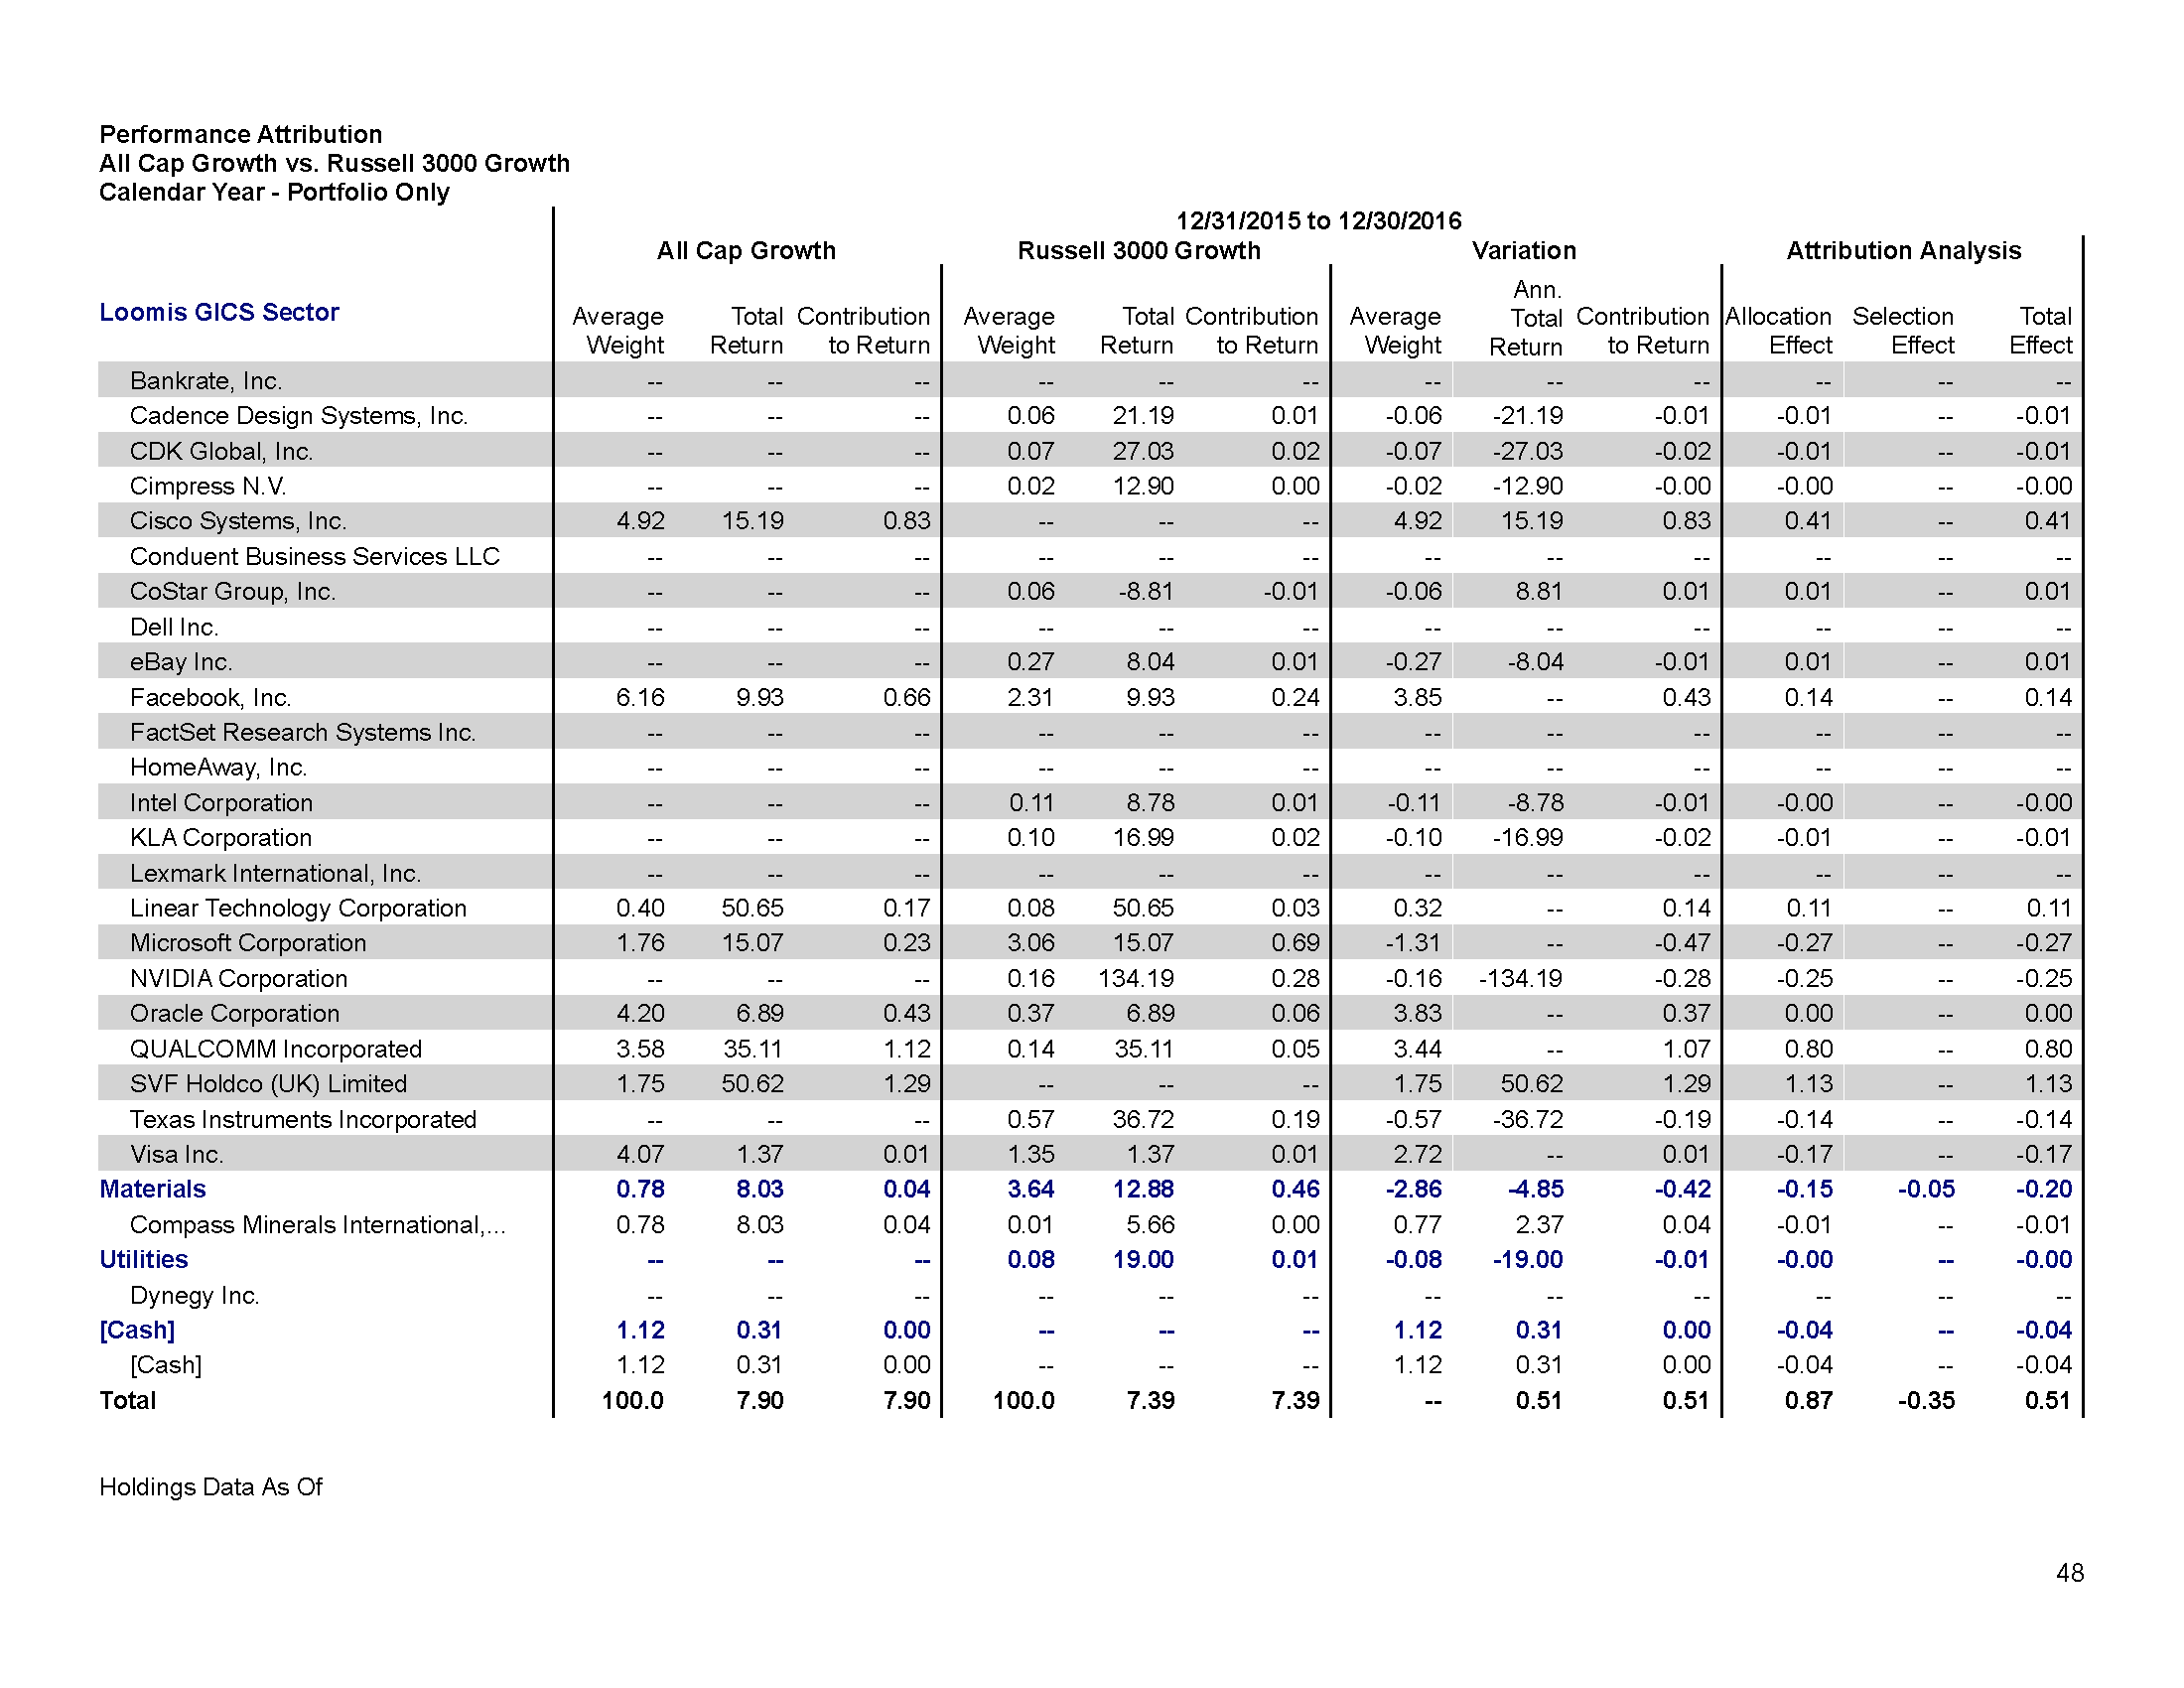 Performance Attribution
All Cap Growth vs. Russell 3000 Growth
Calendar Year - Portfolio Only
12/31/2015 to 12/30/2016
All Cap Growth Russell 3000 Growth Variation Attribution Analysis
Loomis GICS Sector Average Weight Total Return Contribution to Return Average Weight Total Return Contribution to Return Average Weight Ann. Total Return Contribution to Return Allocation Effect Selection Effect Total Effect
Bankrate, Inc. -- -- -- -- -- -- -- -- -- -- -- --
Cadence Design Systems, Inc. -- -- -- 0.06 21.19 0.01 -0.06 -21.19 -0.01 -0.01 -- -0.01
CDK Global, Inc. -- -- -- 0.07 27.03 0.02 -0.07 -27.03 -0.02 -0.01 -- -0.01
Cimpress N.V. -- -- -- 0.02 12.90 0.00 -0.02 -12.90 -0.00 -0.00 -- -0.00
Cisco Systems, Inc. 4.92 15.19 0.83 -- -- -- 4.92 15.19 0.83 0.41 -- 0.41
Conduent Business Services LLC -- -- -- -- -- -- -- -- -- -- -- --
CoStar Group, Inc. -- -- -- 0.06 -8.81 -0.01 -0.06 8.81 0.01 0.01 -- 0.01
Dell Inc. -- -- -- -- -- -- -- -- -- -- -- --
eBay Inc. -- -- -- 0.27 8.04 0.01 -0.27 -8.04 -0.01 0.01 -- 0.01
Facebook, Inc. 6.16 9.93 0.66 2.31 9.93 0.24 3.85 -- 0.43 0.14 -- 0.14
FactSet Research Systems Inc. -- -- -- -- -- -- -- -- -- -- -- --
HomeAway, Inc. -- -- -- -- -- -- -- -- -- -- -- --
Intel Corporation -- -- -- 0.11 8.78 0.01 -0.11 -8.78 -0.01 -0.00 -- -0.00
KLA Corporation -- -- -- 0.10 16.99 0.02 -0.10 -16.99 -0.02 -0.01 -- -0.01
Lexmark International, Inc. -- -- -- -- -- -- -- -- -- -- -- --
Linear Technology Corporation 0.40 50.65 0.17 0.08 50.65 0.03 0.32 -- 0.14 0.11 -- 0.11
Microsoft Corporation 1.76 15.07 0.23 3.06 15.07 0.69 -1.31 -- -0.47 -0.27 -- -0.27
NVIDIA Corporation -- -- -- 0.16 134.19 0.28 -0.16 -134.19 -0.28 -0.25 -- -0.25
Oracle Corporation 4.20 6.89 0.43 0.37 6.89 0.06 3.83 -- 0.37 0.00 -- 0.00
QUALCOMM Incorporated 3.58 35.11 1.12 0.14 35.11 0.05 3.44 -- 1.07 0.80 -- 0.80
SVF Holdco (UK) Limited 1.75 50.62 1.29 -- -- -- 1.75 50.62 1.29 1.13 -- 1.13
Texas Instruments Incorporated -- -- -- 0.57 36.72 0.19 -0.57 -36.72 -0.19 -0.14 -- -0.14
Visa Inc. 4.07 1.37 0.01 1.35 1.37 0.01 2.72 -- 0.01 -0.17 -- -0.17
Materials 0.78 8.03 0.04 3.64 12.88 0.46 -2.86 -4.85 -0.42 -0.15 -0.05 -0.20
Compass Minerals International,... 0.78 8.03 0.04 0.01 5.66 0.00 0.77 2.37 0.04 -0.01 -- -0.01
Utilities -- -- -- 0.08 19.00 0.01 -0.08 -19.00 -0.01 -0.00 -- -0.00
Dynegy Inc. -- -- -- -- -- -- -- -- -- -- -- --
[Cash] 1.12 0.31 0.00 -- -- -- 1.12 0.31 0.00 -0.04 -- -0.04
[Cash] 1.12 0.31 0.00 -- -- -- 1.12 0.31 0.00 -0.04 -- -0.04
Total 100.0 7.90 7.90 100.0 7.39 7.39 -- 0.51 0.51 0.87 -0.35 0.51
Holdings Data As Of
48